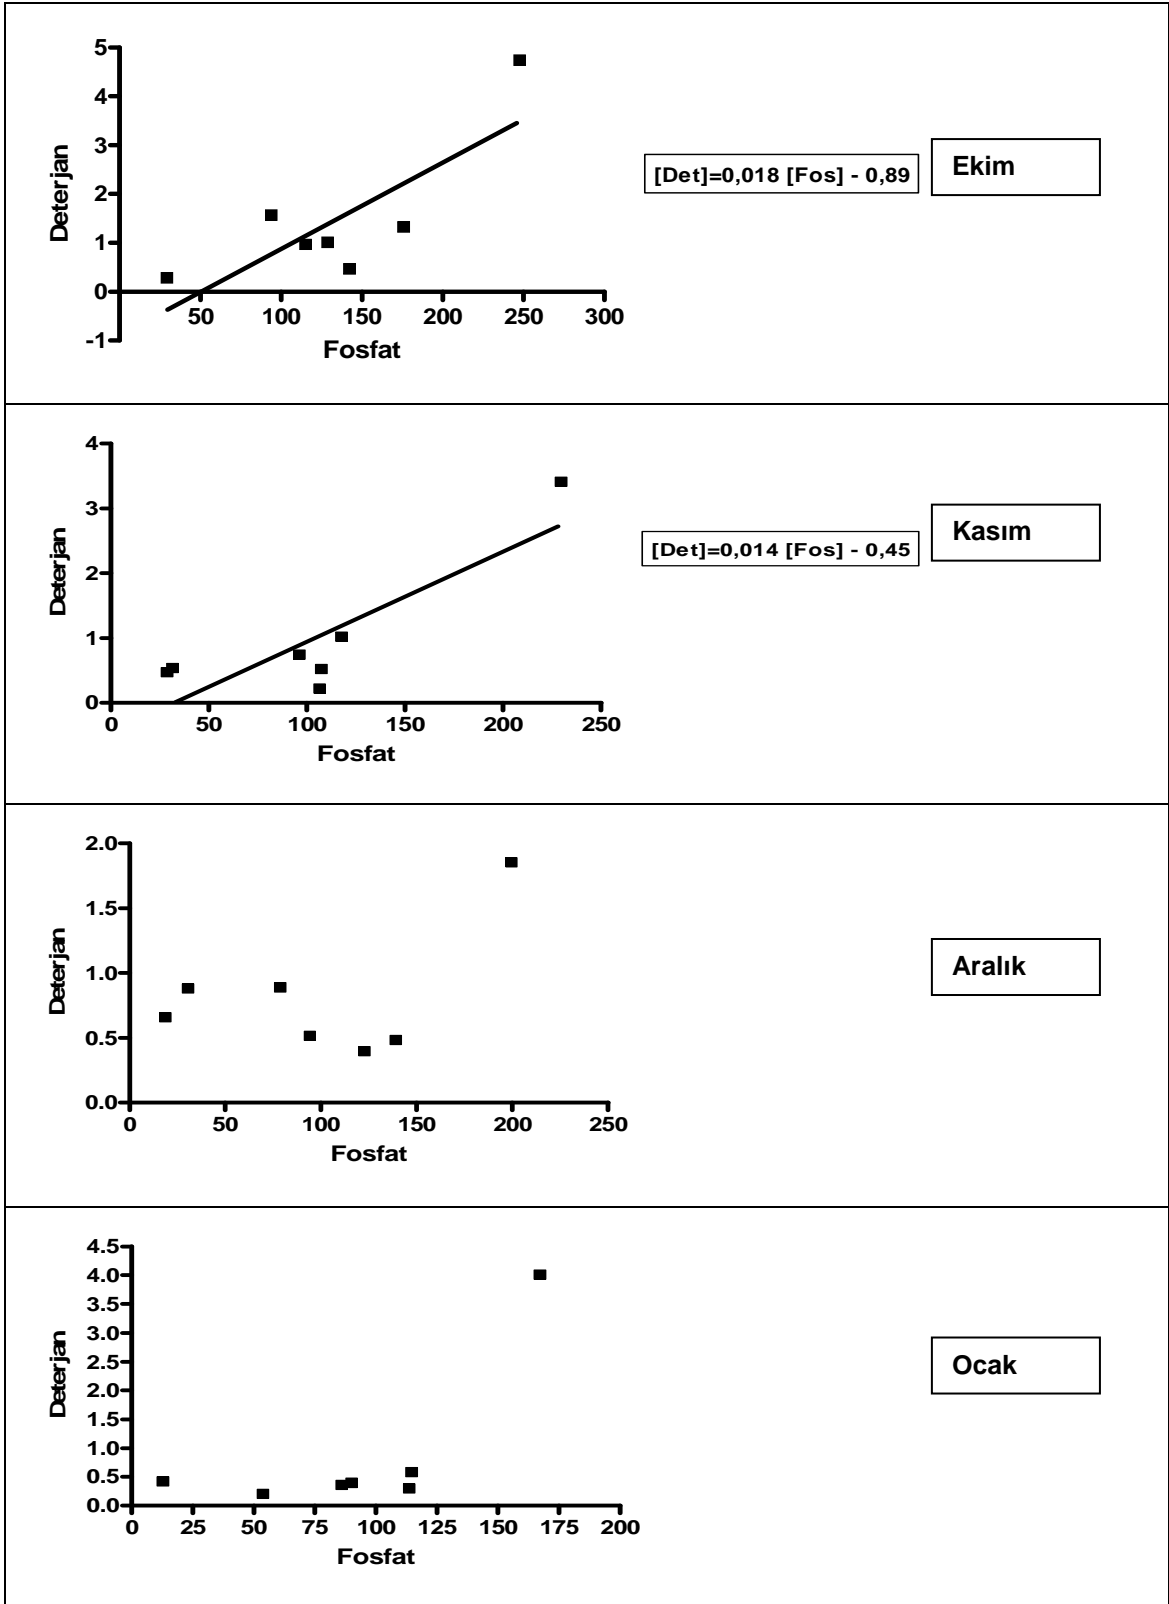 5
4
3
2
1
0
-1
50 100 150 200 250 300
Deterjan
Fosfat
[Det]=0,018 [Fos] - 0,89
Ekim
4
3
2
1
0
0 50 100 150 200 250
Deterjan
Fosfat
[Det]=0,014 [Fos] - 0,45
Kasım
2.0
1.5
1.0
0.5
0.0
0 50 100 150 200 250
Deterjan
Fosfat
Aralık
4.5
4.0
3.5
3.0
2.5
2.0
1.5
1.0
0.5
0.0
0 25 50 75 100 125 150 175 200
Deterjan
Fosfat
Ocak